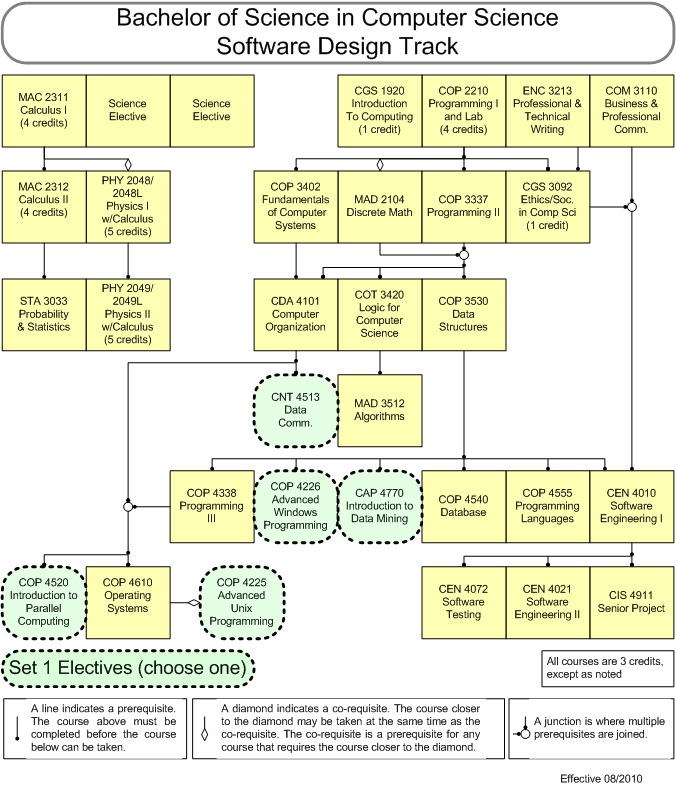 Bachelor of Science in Computer Science
Software Design Track
MAC 2311
Calculus I
(4 credits)
Science
Elective
Science
Elective
CGS 1920
Introduction
To Computing
(1 credit)
COP 2210
Programming I
and Lab
(4 credits)
ENC 3213
Professional &
Technical
Writing
COM 3110
Business &
Professional
Comm.
MAC 2312
Calculus II
(4 credits)
PHY 2048/
2048L
Physics I
w/Calculus
(5 credits)
COP 3402
Fundamentals
of Computer
Systems
MAD 2104
Discrete Math
COP 3337
Programming II
CGS 3092
Ethics/Soc.
in Comp Sci
(1 credit)
STA 3033
Probability
& Statistics
PHY 2049/
2049L
Physics II
w/Calculus
(5 credits)
CDA 4101
Computer
Organization
COT 3420
Logic for
Computer
Science
COP 3530
Data
Structures
CNT 4513
Data
Comm.
MAD 3512
Algorithms
COP 4338
Programming
III
COP 4226
Advanced
Windows
Programming
CAP 4770
Introduction to
Data Mining
COP 4540
Database
COP 4555
Programming
Languages
CEN 4010
Software
Engineering I
COP 4520
Introduction to
Parallel
Computing
COP 4610
Operating
Systems
COP 4225
Advanced
Unix
Programming
CEN 4072
Software
Testing
CEN 4021
Software
Engineering II
CIS 4911
Senior Project
Set 1 Electives (choose one)
All courses are 3 credits,
except as noted
A line indicates a prerequisite.
The course above must be
completed before the course
below can be taken.
A diamond indicates a co-requisite. The course closer
to the diamond may be taken at the same time as the
co-requisite. The co-requisite is a prerequisite for any
course that requires the course closer to the diamond.
A junction is where multiple
prerequisites are joined.
Effective 08/2010